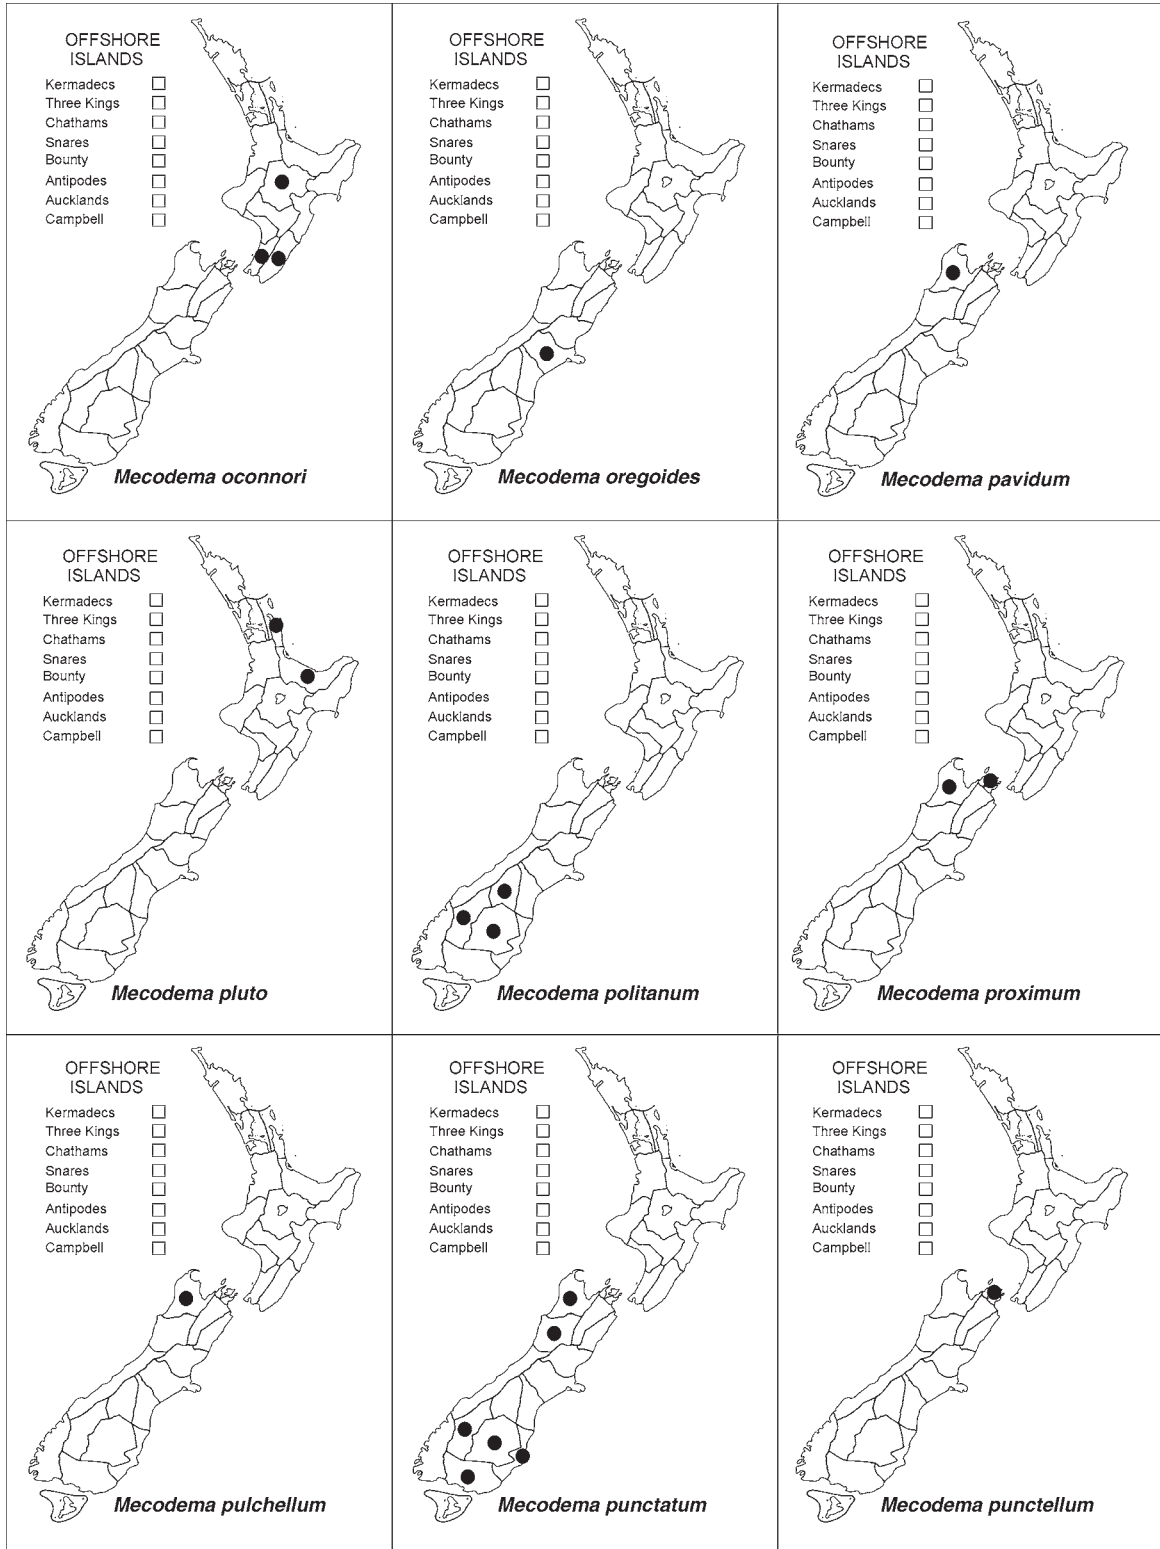 OFFSHORE
ISLANDS
Kermadecs
Three Kings
Chathams
Snares
Bounty
Antipodes
Aucklands
Campbell
Mecodema oconnori
OFFSHORE
ISLANDS
Kermadecs
Three Kings
Chathams
Snares
Bounty
Antipodes
Aucklands
Campbell
Mecodema oregoides
OFFSHORE
ISLANDS
Kermadecs
Three Kings
Chathams
Snares
Bounty
Antipodes
Aucklands
Campbell
Mecodema pavidum
OFFSHORE
ISLANDS
Kermadecs
Three Kings
Chathams
Snares
Bounty
Antipodes
Aucklands
Campbell
Mecodema pluto
OFFSHORE
ISLANDS
Kermadecs
Three Kings
Chathams
Snares
Bounty
Antipodes
Aucklands
Campbell
Mecodema politanum
OFFSHORE
ISLANDS
Kermadecs
Three Kings
Chathams
Snares
Bounty
Antipodes
Aucklands
Campbell
Mecodema proximum
OFFSHORE
ISLANDS
Kermadecs
Three Kings
Chathams
Snares
Bounty
Antipodes
Aucklands
Campbell
Mecodema pulchellum
OFFSHORE
ISLANDS
Kermadecs
Three Kings
Chathams
Snares
Bounty
Antipodes
Aucklands
Campbell
Mecodema punctatum
OFFSHORE
ISLANDS
Kermadecs
Three Kings
Chathams
Snares
Bounty
Antipodes
Aucklands
Campbell
Mecodema punctellum